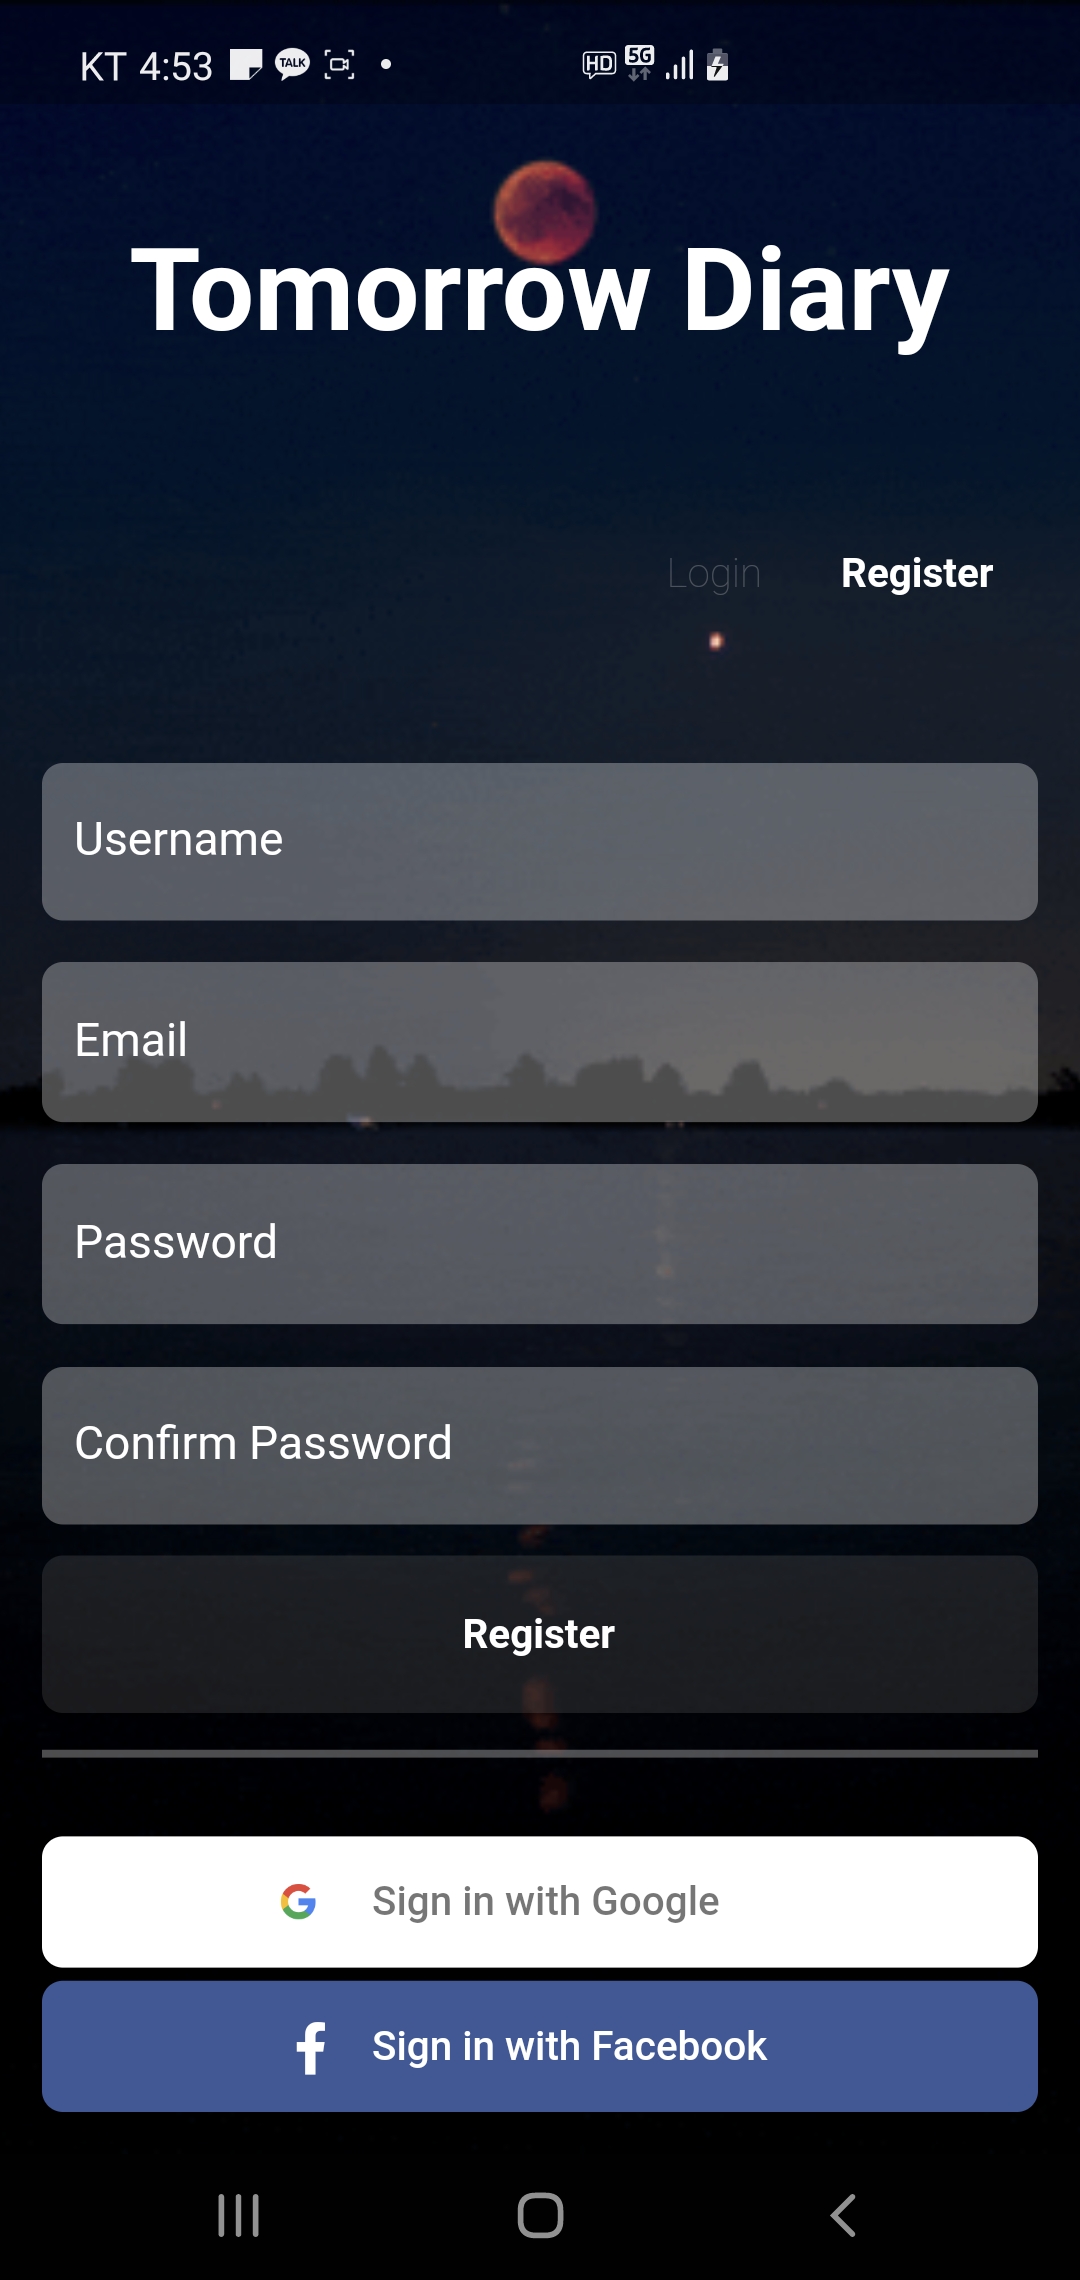 KT 4:53 TALK HD 5G
Tomorrow Diary
Login Register
Username
Email
Password
Confirm Password
Register
Sign in with Google
Sign in with Facebook